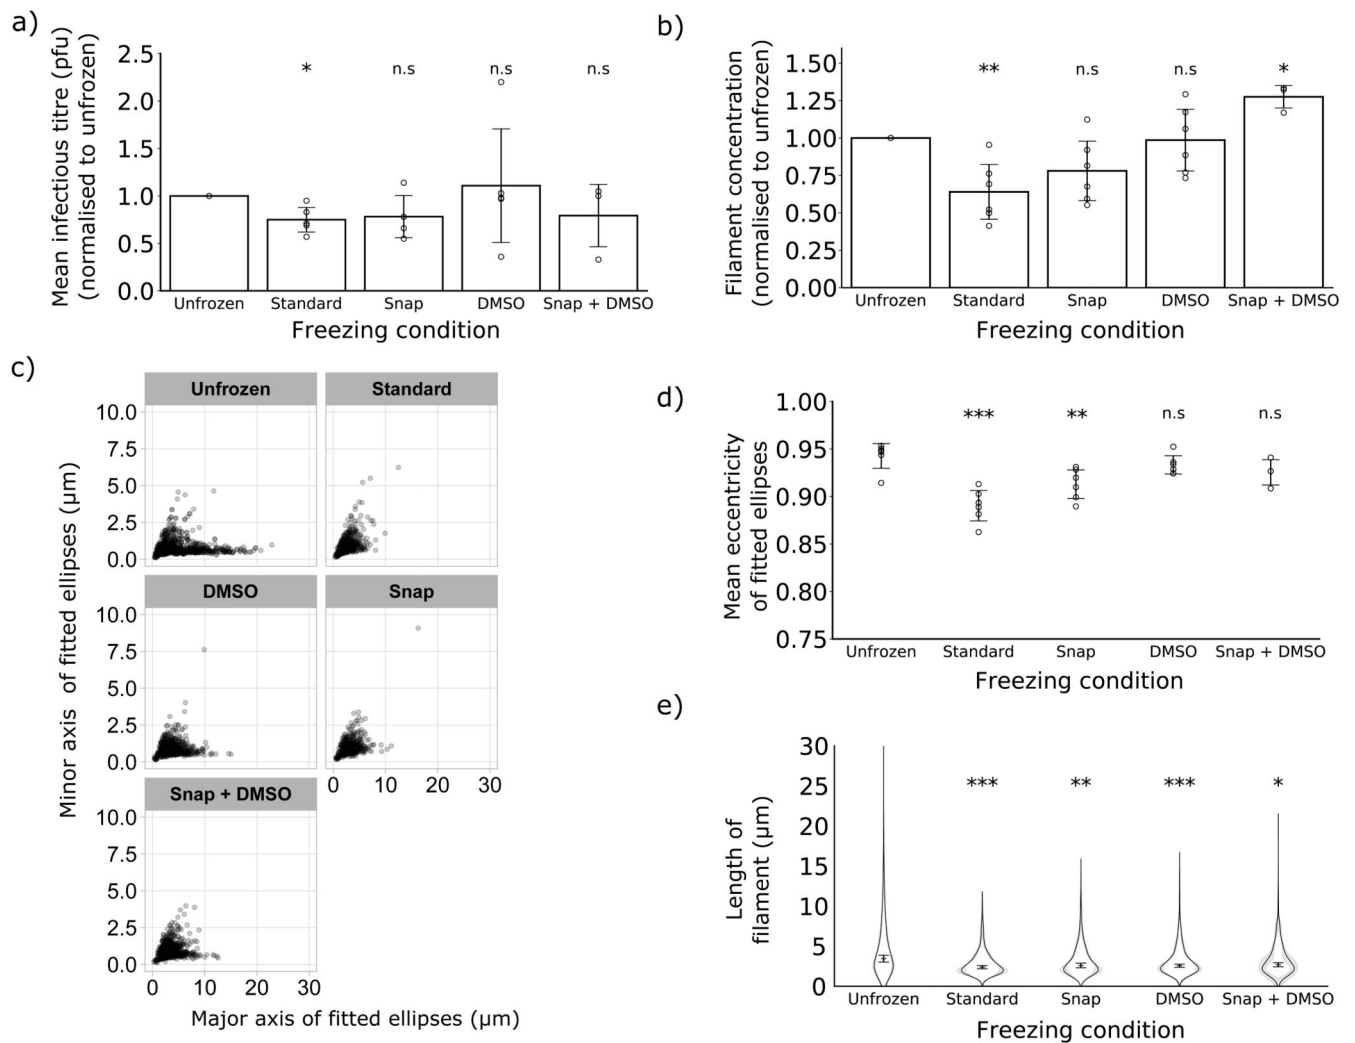 a)
Mean infectious titre (pfu)
(normalised to unfrozen)
2.5
2.0
1.5
1.0
0.5
0.0
*
n.s
n.s
n.s
Unfrozen
Standard
Snap
DMSO
Snap + DMSO
Freezing condition
b)
Filament concentration
(normalised to unfrozen)
1.50
1.25
1.00
0.75
0.50
0.25
0.00
**
n.s
n.s
*
Unfrozen
Standard
Snap
DMSO
Snap + DMSO
Freezing condition
c)
Minor axis of fitted ellipses (μm)
Unfrozen
Standard
10.0
7.5
5.0
2.5
0.0
DMSO
Snap
10.0
7.5
5.0
2.5
0.0
0
10
20
30
Snap + DMSO
10.0
7.5
5.0
2.5
0.0
0
10
20
30
Major axis of fitted ellipses (μm)
d)
Mean eccentricity
of fitted ellipses
1.00
0.95
0.90
0.85
0.80
0.75
***
**
n.s
n.s
Unfrozen
Standard
Snap
DMSO
Snap + DMSO
Freezing condition
e)
Length of
filament (μm)
30
25
20
15
10
5
0
***
**
***
*
Unfrozen
Standard
Snap
DMSO
Snap + DMSO
Freezing condition